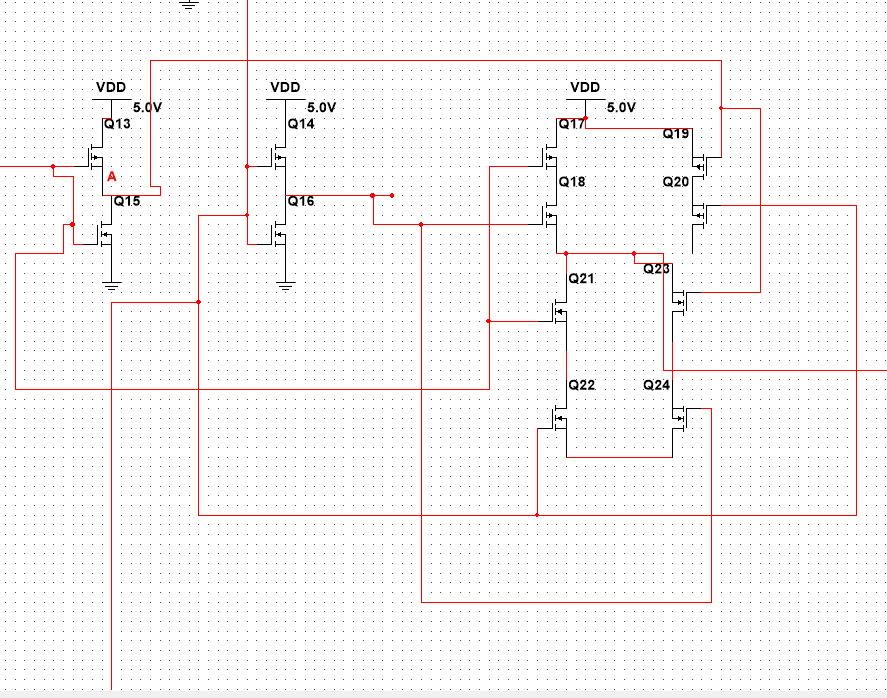 VDD VDD VDD
5.0V 5.0V 5.0V
Q13 Q14 Q17 Q19
A Q18 Q20
Q15 Q16
Q21 Q23
Q22 Q24